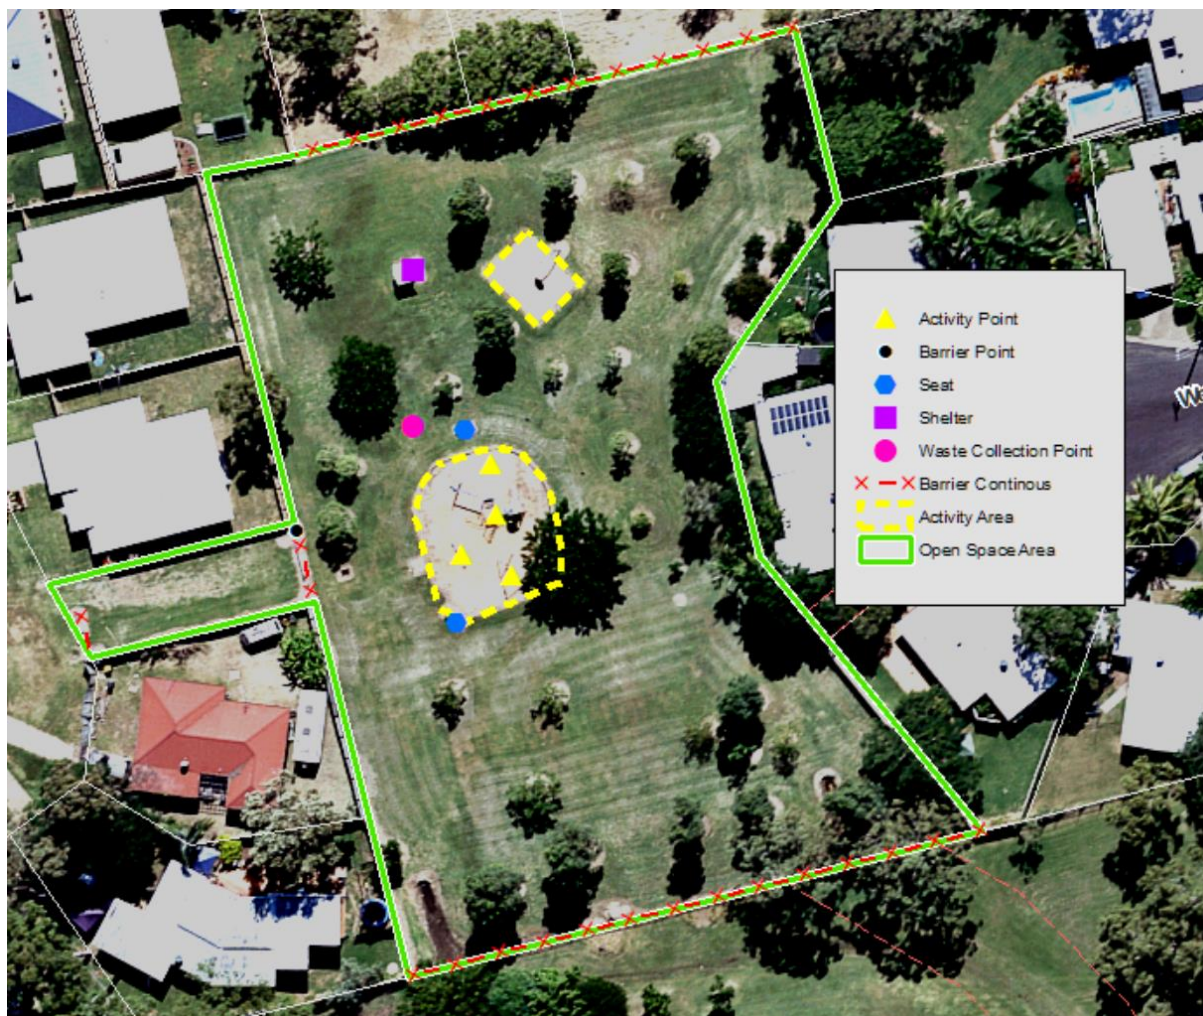 Activity Point
Barrier Point
Seat
Shelter
Waste Collection Point
Barrier Continous
Activity Area
Open Space Area